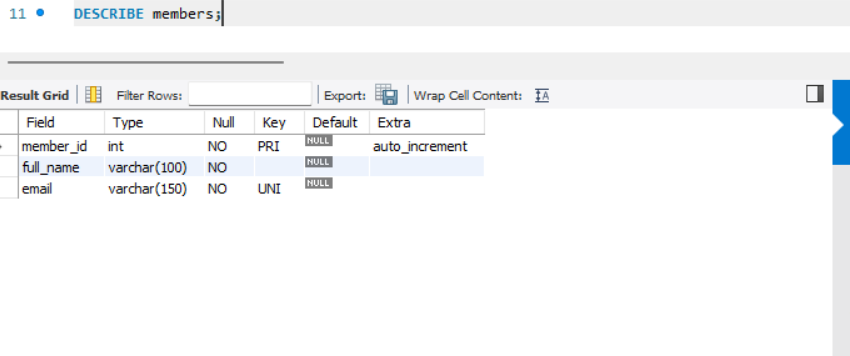 11 DESCRIBE members;
Result Grid Filter Rows: Export: Wrap Cell Content: IA
Field Type Null Key Default Extra
member_id int NO PRI NULL auto_increment
full_name varchar(100) NO NULL
email varchar(150) NO UNI NULL